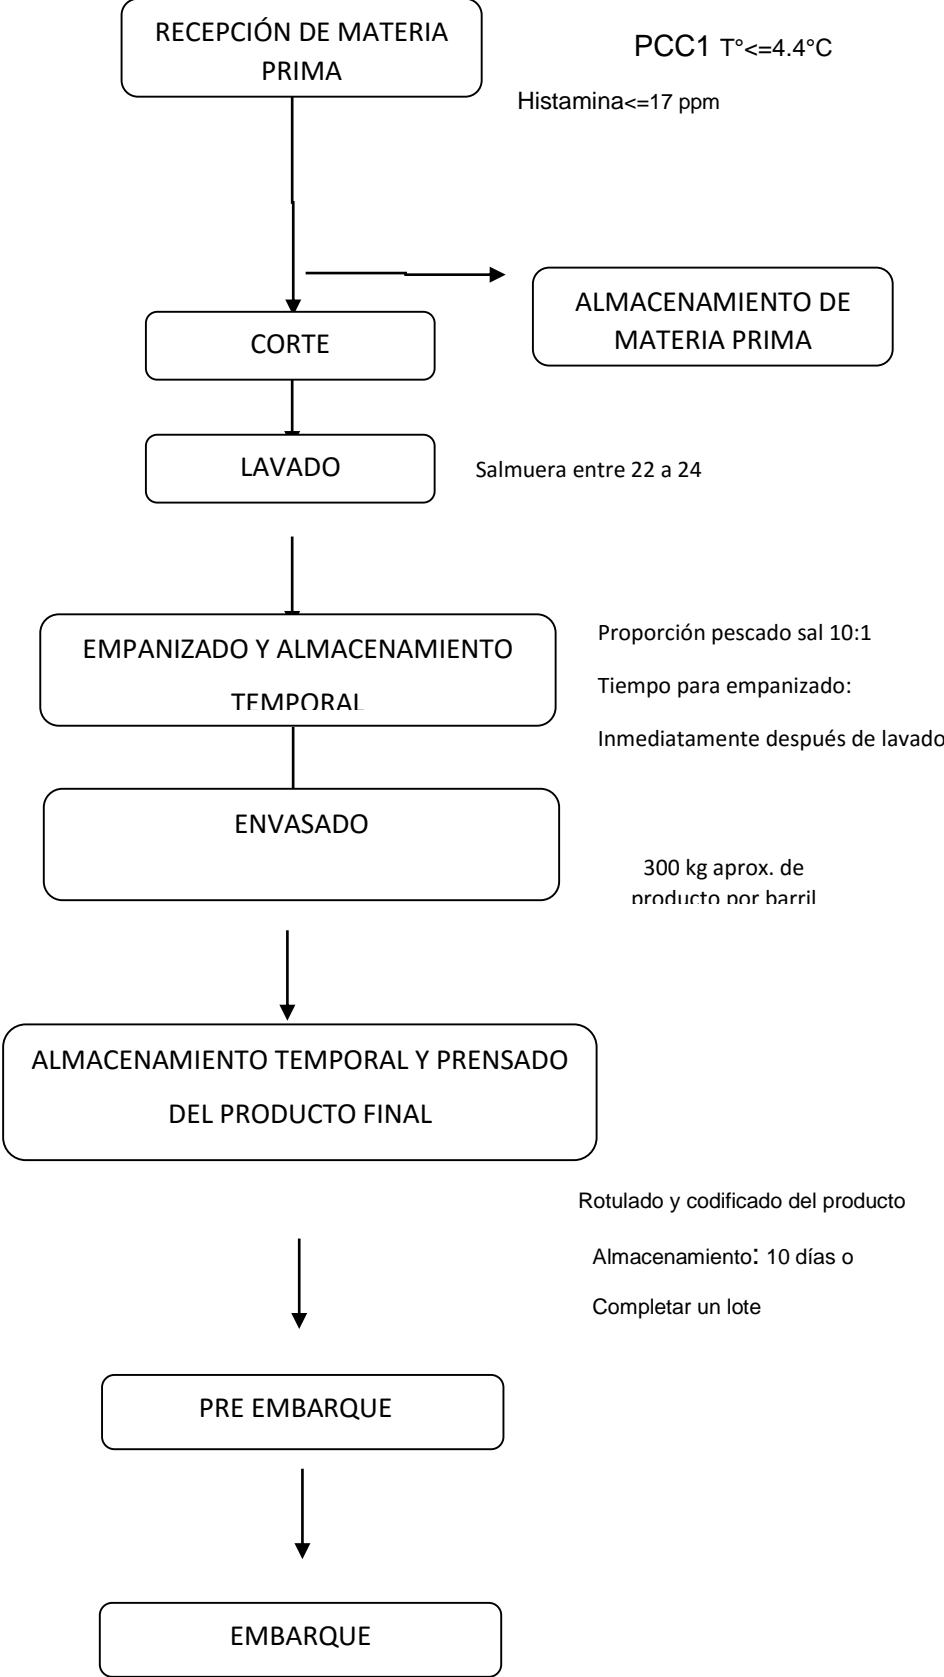 RECEPCIÓN DE MATERIA
PRIMA
PCC1 T°<=4.4°C
Histamina<=17 ppm
ALMACENAMIENTO DE
MATERIA PRIMA
CORTE
LAVADO
Salmuera entre 22 a 24
EMPANIZADO Y ALMACENAMIENTO
TEMPORAL
Proporción pescado sal 10:1
Tiempo para empanizado:
Inmediatamente después de lavado
ENVASADO
300 kg aprox. de
producto por barril
ALMACENAMIENTO TEMPORAL Y PRENSADO
DEL PRODUCTO FINAL
Rotulado y codificado del producto
Almacenamiento: 10 días o
Completar un lote
PRE EMBARQUE
EMBARQUE